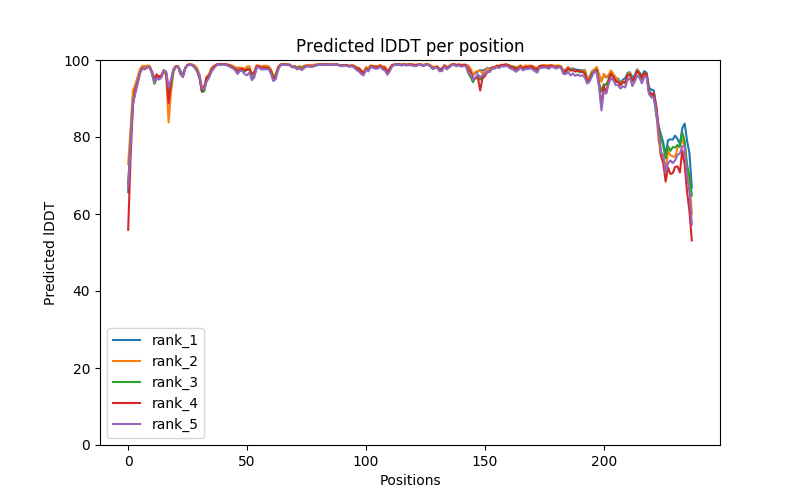 Predicted lDDT per position
Predicted lDDT
100
80
60
40
20
0
rank_1
rank_2
rank_3
rank_4
rank_5
0 50 100 150 200
Positions